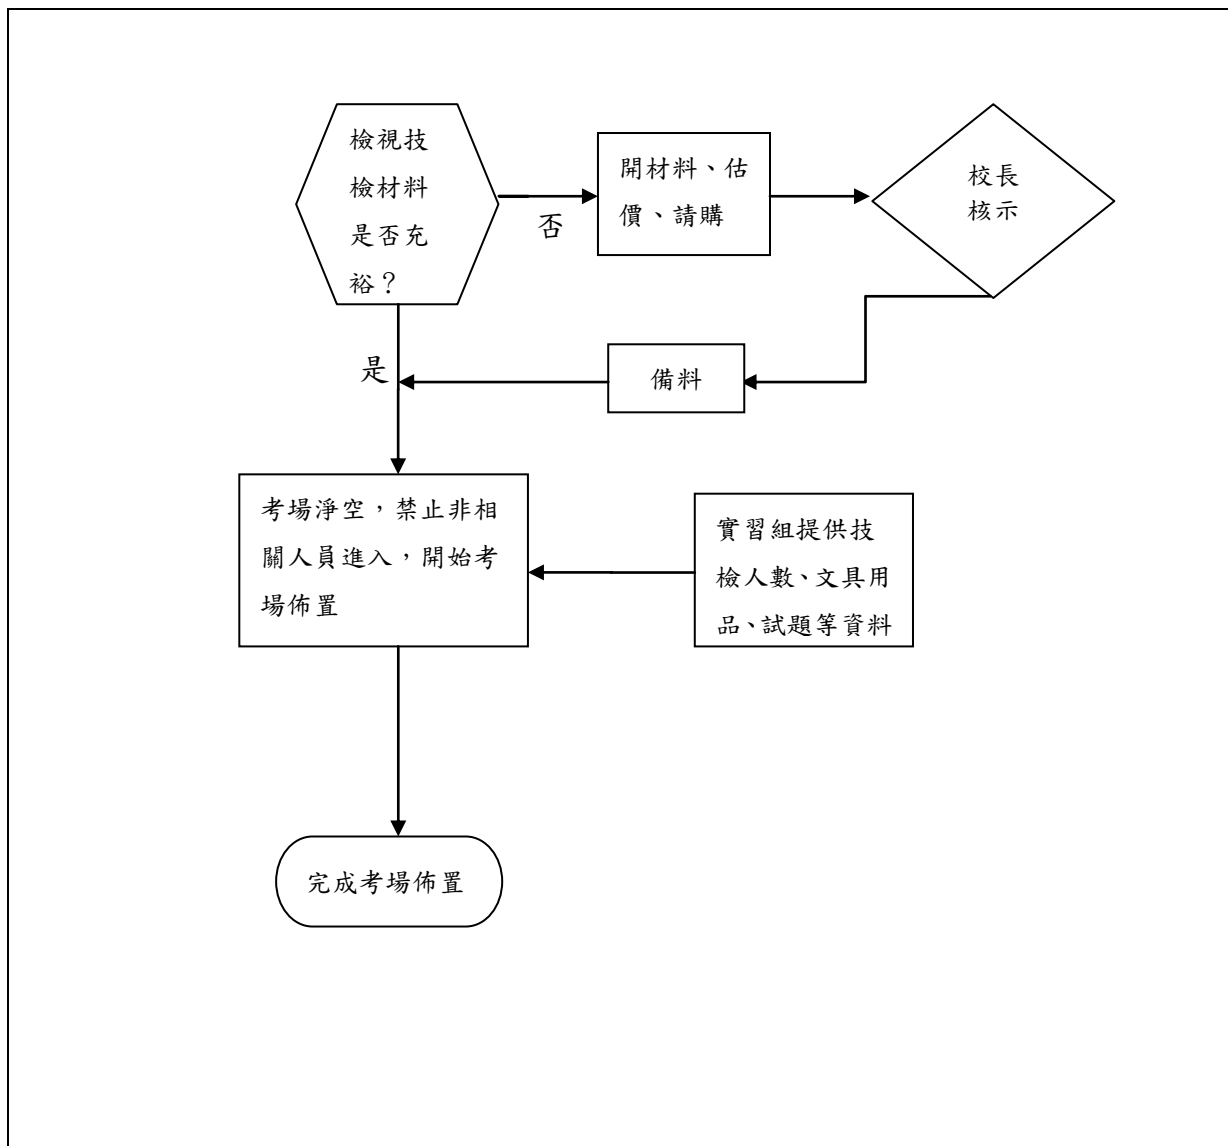 檢視技
檢材料
是否充
裕？
否
開材料、估
價、請購
校長
核示
是
備料
考場淨空，禁止非相
關人員進入，開始考
場佈置
實習組提供技
檢人數、文具用
品、試題等資料
完成考場佈置